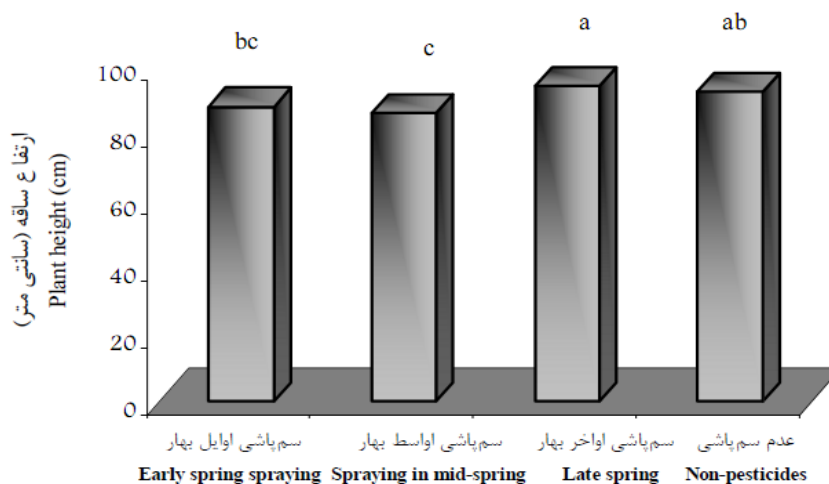 bc
c
a
ab
100
80
60
40
20
0
ارتفاع ساقه (سانتی متر)
Plant height (cm)
سم‌پاشی اوایل بهار
سم‌پاشی اواسط بهار
سم‌پاشی اواخر بهار
عدم سم‌پاشی
Early spring spraying
Spraying in mid-spring
Late spring
Non-pesticides